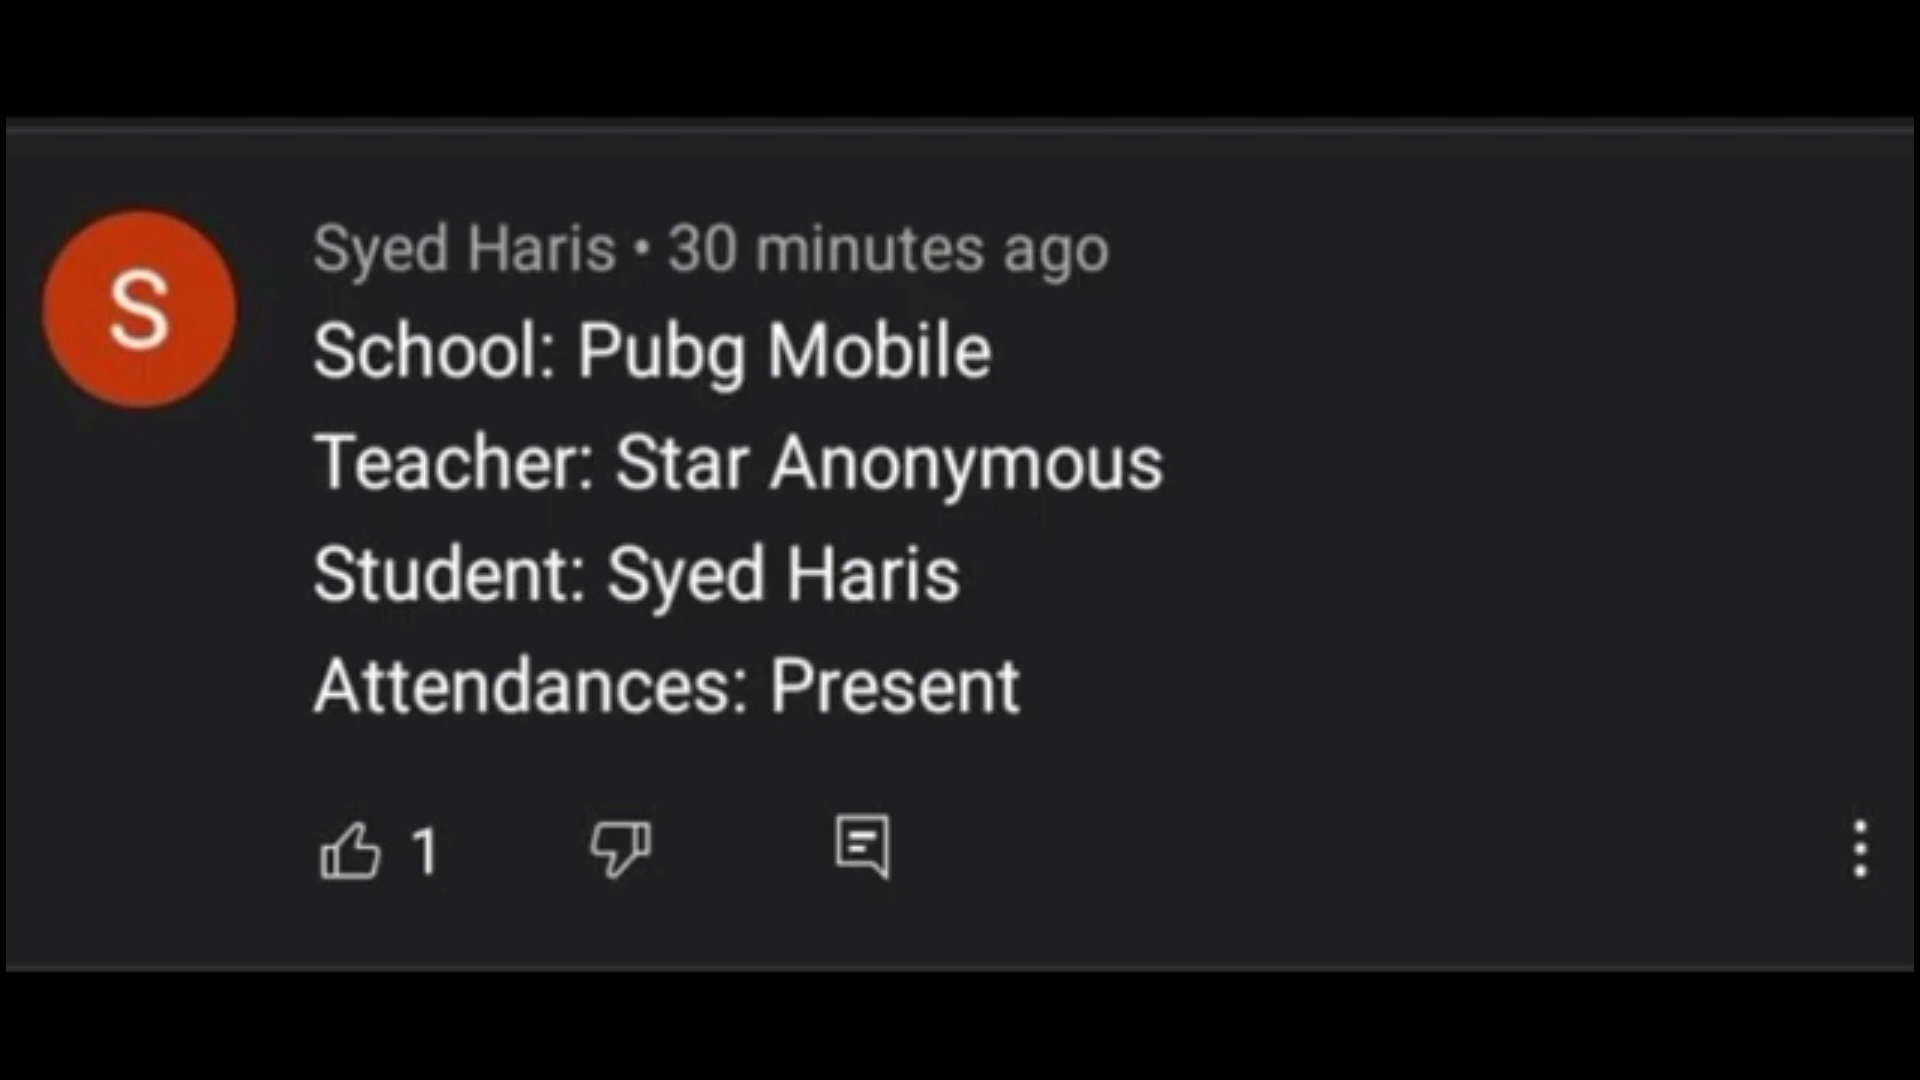 S
Syed Haris • 30 minutes ago
School: Pubg Mobile
Teacher: Star Anonymous
Student: Syed Haris
Attendances: Present
1